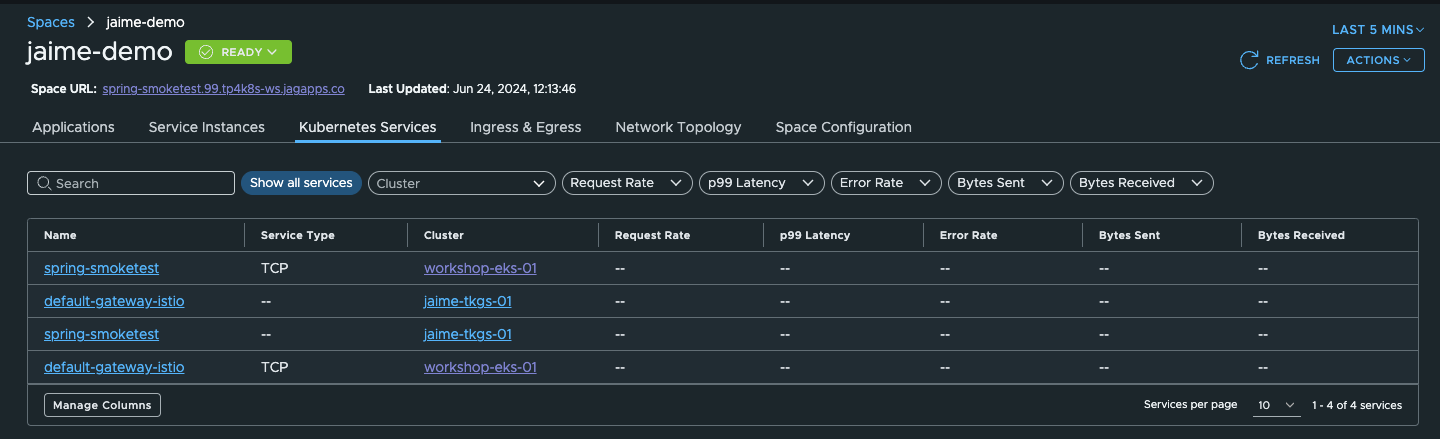 Spaces > jaime-demo
LAST 5 MINS
jaime-demo READY
REFRESH ACTIONS
Space URL: spring-smoketest.99.tp4k8s-ws.jagapps.co Last Updated: Jun 24, 2024, 12:13:46
Applications Service Instances Kubernetes Services Ingress & Egress Network Topology Space Configuration
Search Show all services Cluster Request Rate p99 Latency Error Rate Bytes Sent Bytes Received
Name Service Type Cluster Request Rate p99 Latency Error Rate Bytes Sent Bytes Received
spring-smoketest TCP workshop-eks-01 -- -- -- -- --
default-gateway-istio -- jaime-tkgs-01 -- -- -- -- --
spring-smoketest -- jaime-tkgs-01 -- -- -- -- --
default-gateway-istio TCP workshop-eks-01 -- -- -- -- --
Manage Columns Services per page 10 1 - 4 of 4 services